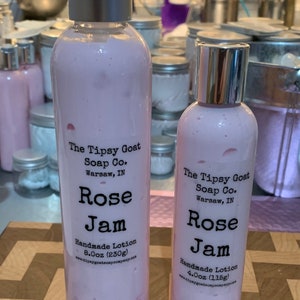 The Tipsy Goat
Soap Co.
Warsaw, IN
Rose
Jam
Handmade Lotion
8.0oz (230g)
The Tipsy Goat
Soap Co.
Warsaw, IN
Rose
Jam
Handmade Lotion
4.0oz (118g)